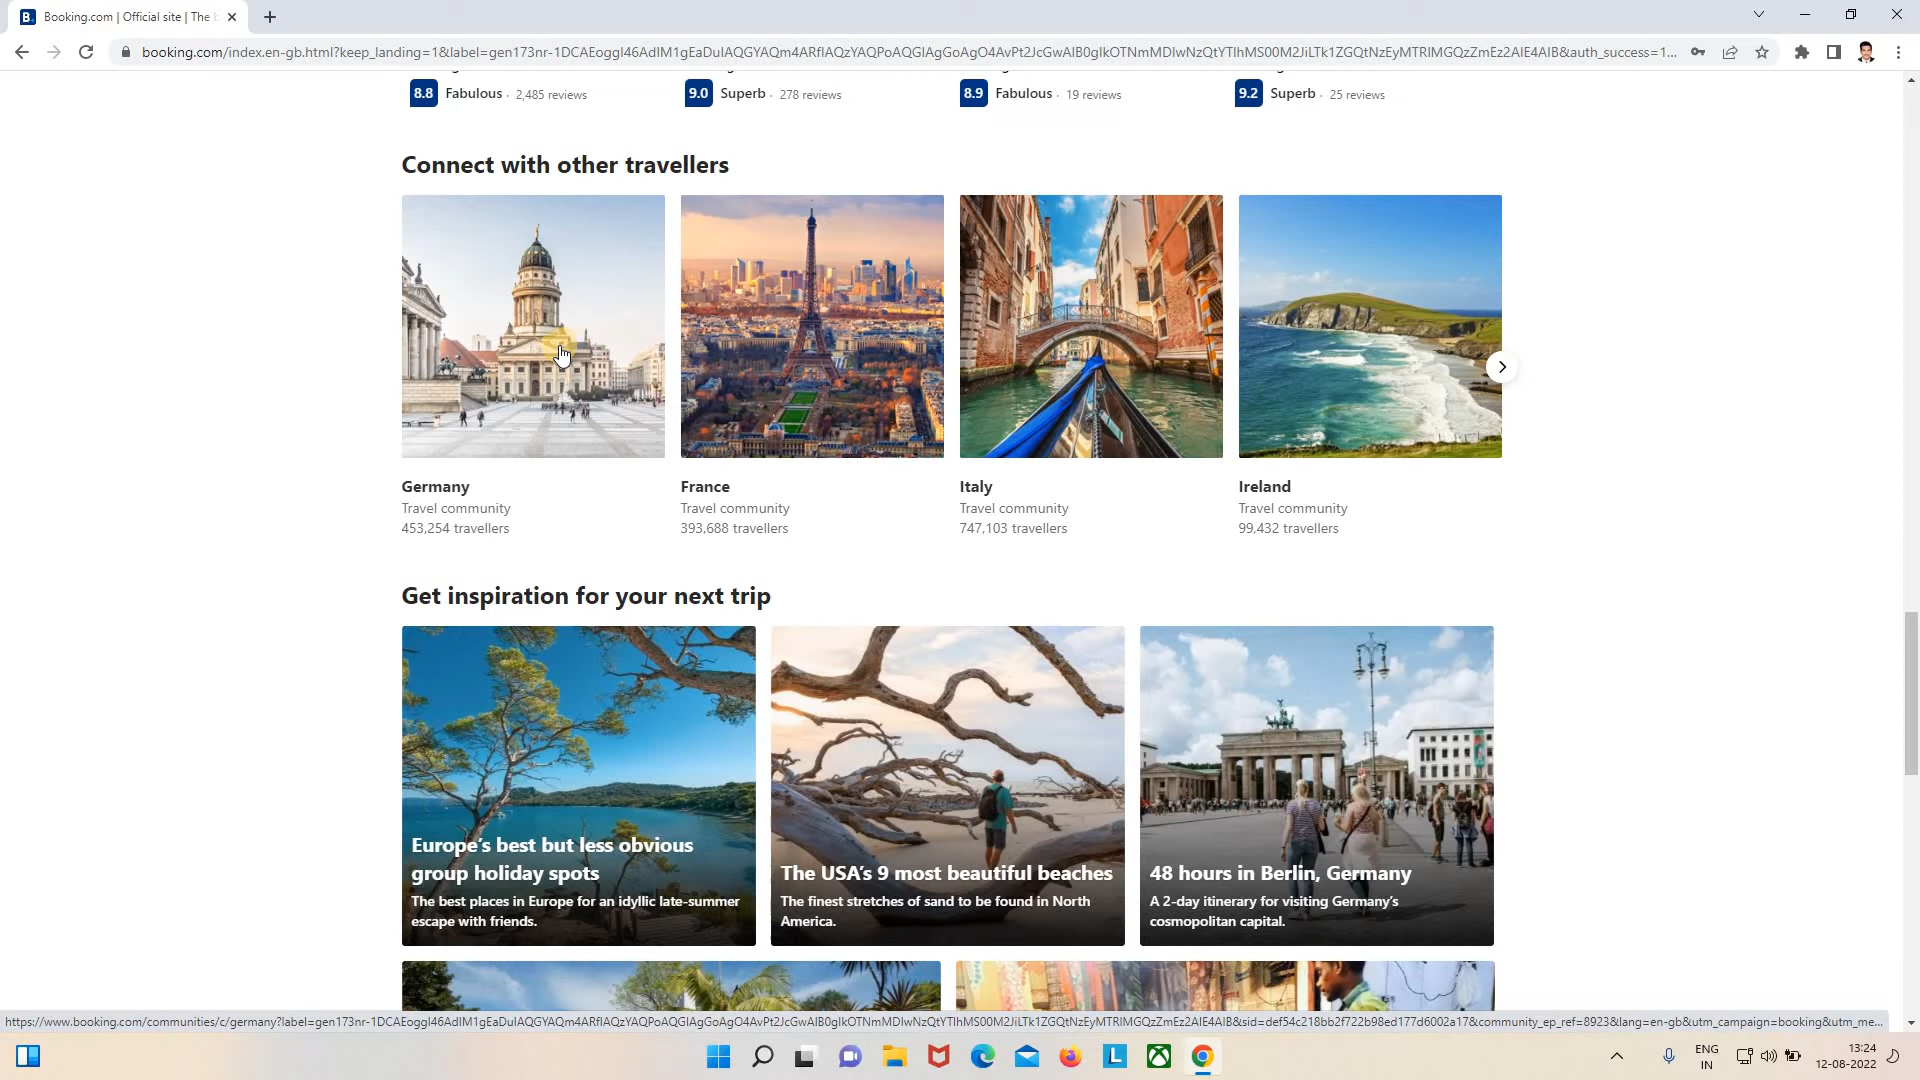 Booking.com | Official site | The b
booking.com/index.en-gb.html?keep_landing=1&label=gen173nr-1DCAEoggI46AdIM1gEaDulAQGYAQm4ARfIAQzYAQPoAQGIAgGoAgO4AvPt2JcGwAIB0gIkOTNmMDIwNzQtYTIhMS00M2JiLTk1ZGQtNzEyMTRlMGQzZmEz2AIE4AIB&auth_success=1...
8.8 Fabulous · 2,485 reviews
9.0 Superb · 278 reviews
8.9 Fabulous · 19 reviews
9.2 Superb · 25 reviews
Connect with other travellers
Germany
Travel community
453,254 travellers
France
Travel community
393,688 travellers
Italy
Travel community
747,103 travellers
Ireland
Travel community
99,432 travellers
Get inspiration for your next trip
Europe's best but less obvious
group holiday spots
The best places in Europe for an idyllic late-summer
escape with friends.
The USA's 9 most beautiful beaches
The finest stretches of sand to be found in North
America.
48 hours in Berlin, Germany
A 2-day itinerary for visiting Germany's
cosmopolitan capital.
https://www.booking.com/communities/c/germany?label=gen173nr-1DCAEoggI46AdIM1gEaDulAQGYAQm4ARfIAQzYAQPoAQGIAgGoAgO4AvPt2JcGwAIB0gIkOTNmMDIwNzQtYTIhMS00M2JiLTk1ZGQtNzEyMTRlMGQzZmEz2AIE4AIB&sid=def54c218bb2f722b98ed177d6002a17&community_ep_ref=8923&lang=en-gb&utm_campaign=booking&utm_me...
ENG
IN
13:24
12-08-2022